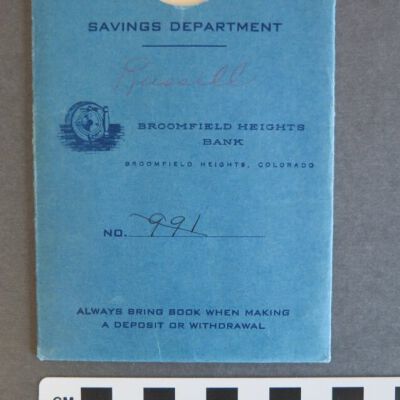 SAVINGS DEPARTMENT
Russell
BROOMFIELD HEIGHTS
BANK
BROOMFIELD HEIGHTS, COLORADO
NO. 991
ALWAYS BRING BOOK WHEN MAKING
A DEPOSIT OR WITHDRAWAL
CM